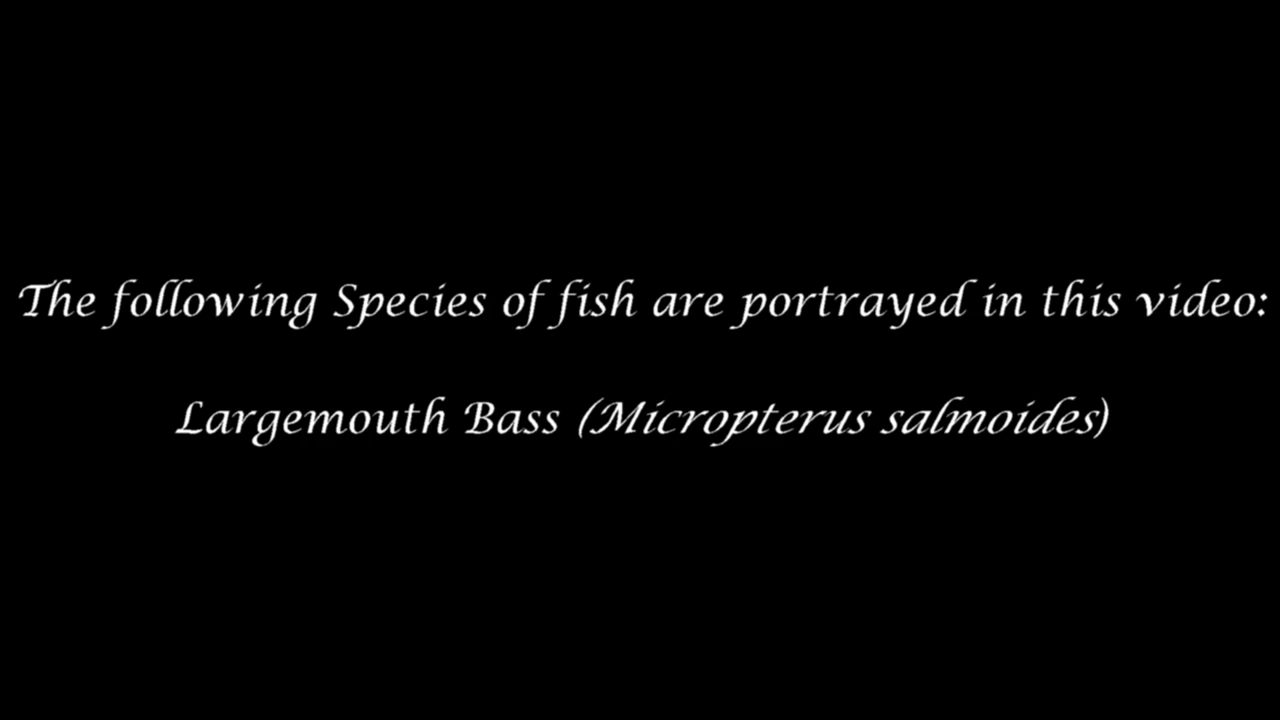 The following Species of fish are portrayed in this video:
Largemouth Bass (Micropterus salmoides)